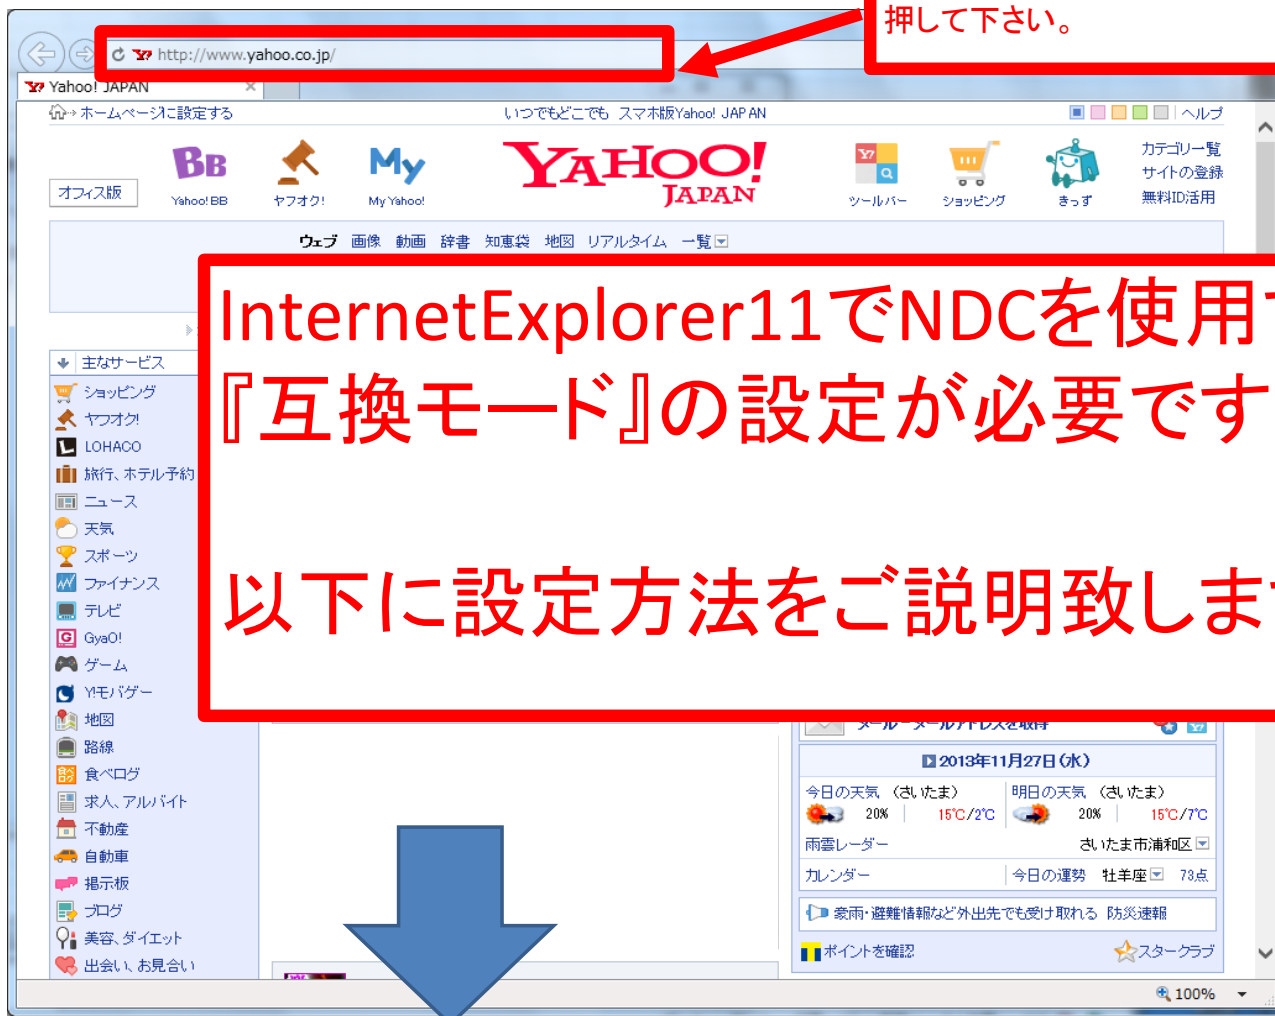 押して下さい。
http://www.yahoo.co.jp/
Yahoo! JAPAN
ホームページに設定する
いつでもどこでも スマホ版Yahoo! JAPAN
ヘルプ
オフィス版
BB
Yahoo! BB
ヤフオク!
My
My Yahoo!
YAHOO!
JAPAN
ツールバー
ショッピング
きっず
カテゴリ一覧
サイトの登録
無料ID活用
ウェブ 画像 動画 辞書 知恵袋 地図 リアルタイム 一覧
InternetExplorer11でNDCを使用
『互換モード』の設定が必要です
以下に設定方法をご説明致しま
主なサービス
ショッピング
ヤフオク!
LOHACO
旅行、ホテル予約
ニュース
天気
スポーツ
ファイナンス
テレビ
GyaO!
ゲーム
Y!モバゲー
地図
路線
食べログ
求人、アルバイト
不動産
自動車
掲示板
ブログ
美容、ダイエット
出会い、お見合い
メール - メールアドレスを取得
2013年11月27日(水)
今日の天気 (さいたま)
20% 15℃/2℃
明日の天気 (さいたま)
20% 15℃/7℃
雨雲レーダー
さいたま市浦和区
カレンダー
今日の運勢 牡羊座 73点
豪雨・避難情報など外出先でも受け取れる 防災速報
ポイントを確認
スタークラブ
100%